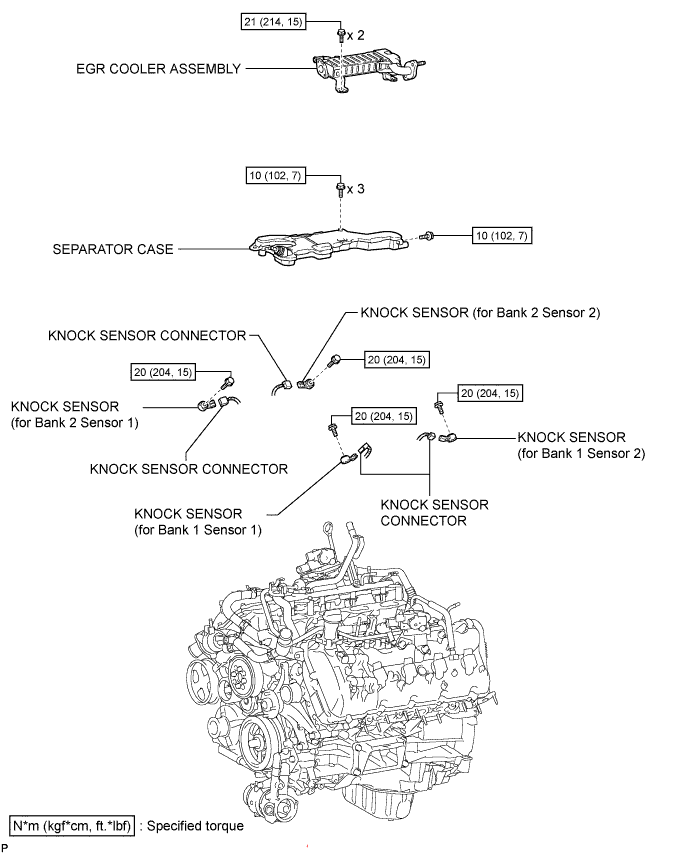 21 (214, 15)
x 2
EGR COOLER ASSEMBLY
10 (102, 7)
x 3
10 (102, 7)
SEPARATOR CASE
KNOCK SENSOR (for Bank 2 Sensor 2)
KNOCK SENSOR CONNECTOR
20 (204, 15)
20 (204, 15)
20 (204, 15)
KNOCK SENSOR
(for Bank 2 Sensor 1)
20 (204, 15)
KNOCK SENSOR
(for Bank 1 Sensor 2)
KNOCK SENSOR CONNECTOR
KNOCK SENSOR
(for Bank 1 Sensor 1)
KNOCK SENSOR
CONNECTOR
N*m (kgf*cm, ft.*lbf) : Specified torque
P